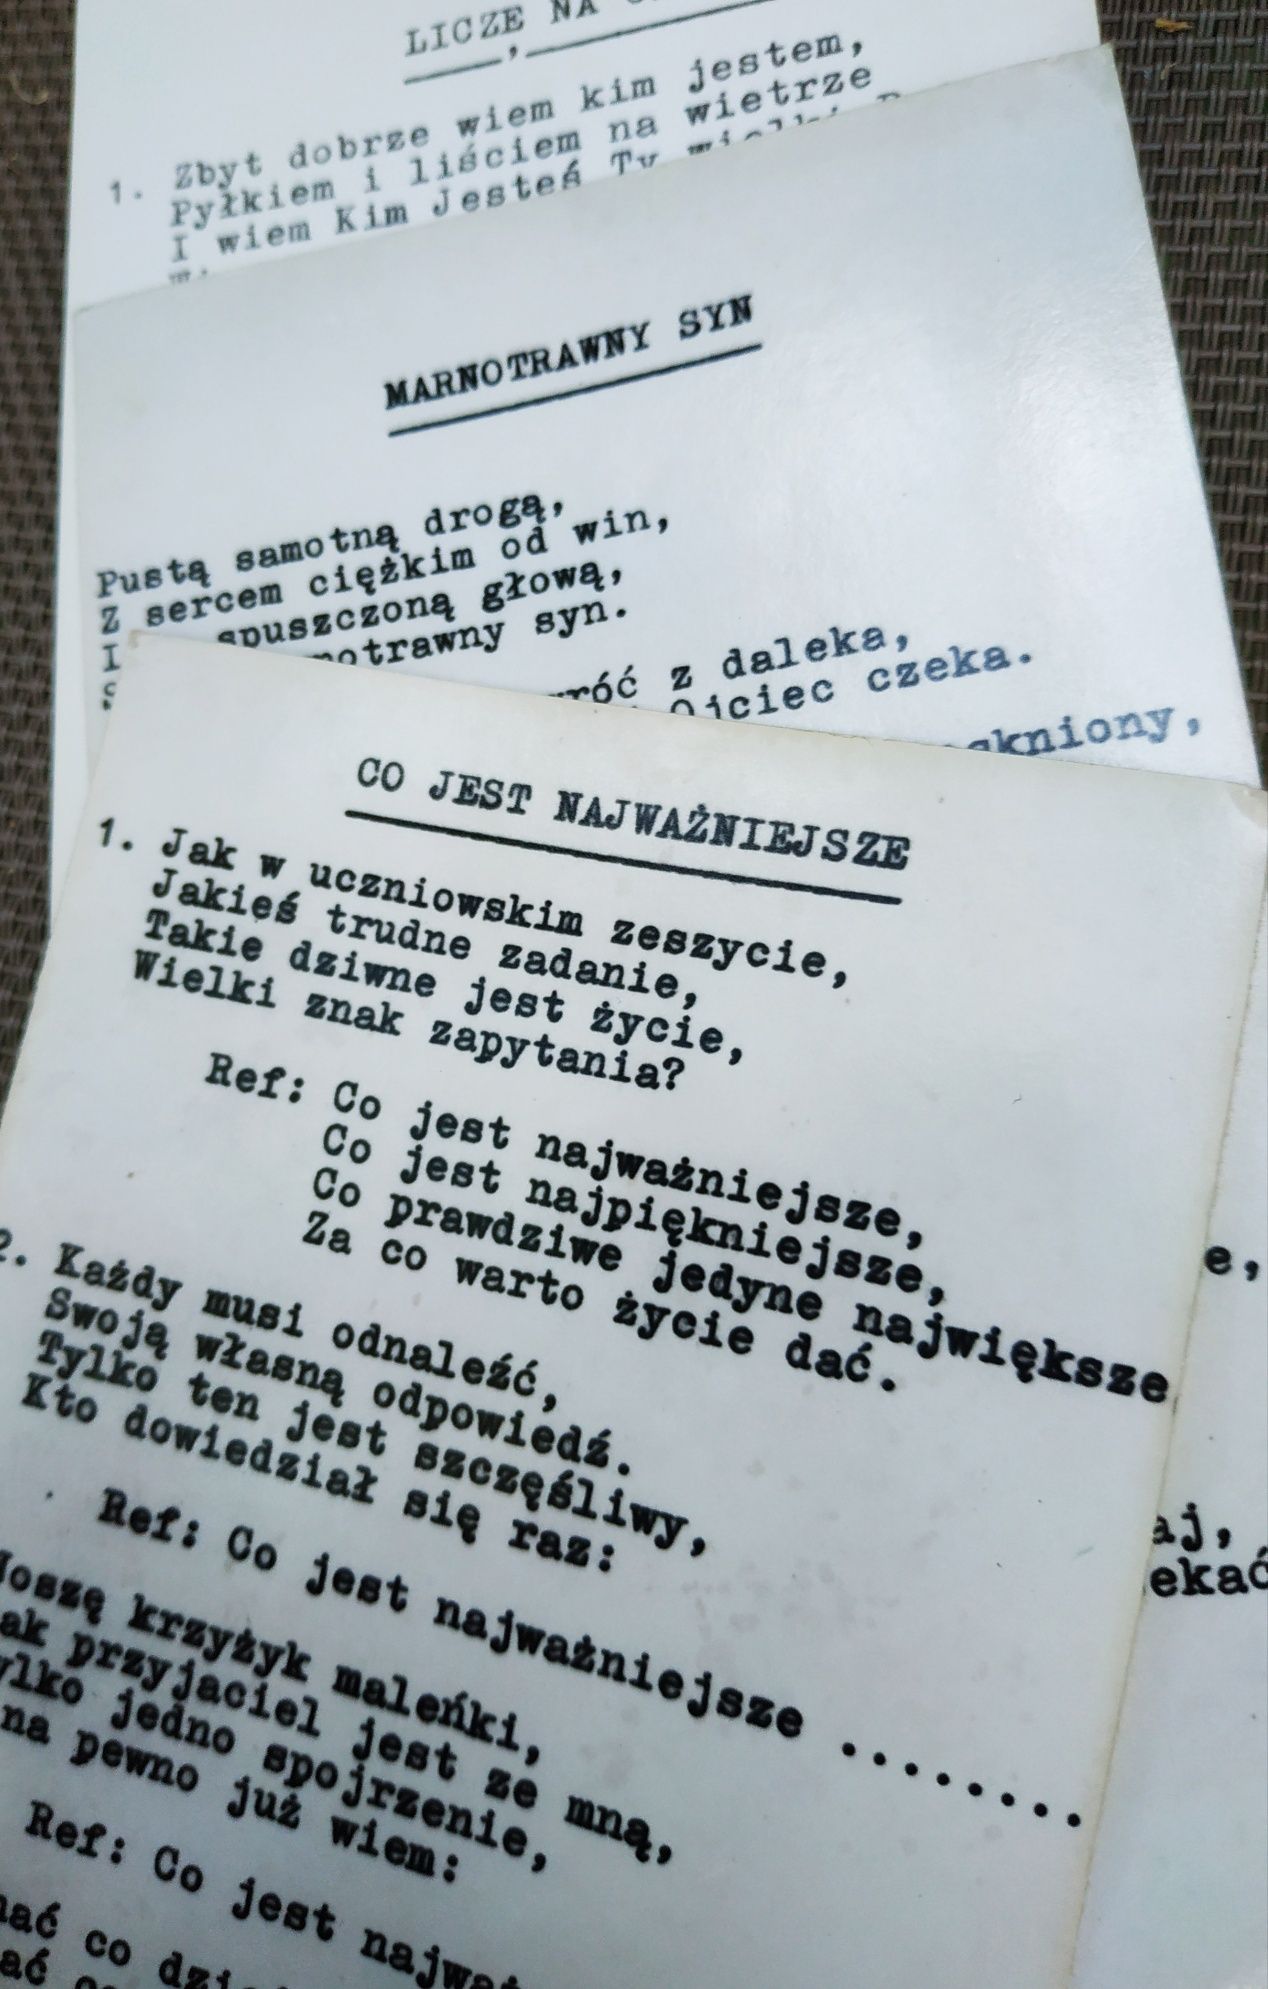 LICZE NA
1. Zbyt dobrze wiem kim jestem,
Pyłkiem i liściem na wietrze
I wiem Kim Jesteś Ty
MARNOTRAWNY SYN
Pustą samotną drogą,
Z sercem ciężkim od win,
I spuszczoną głową,
syn.
z daleka,
Ojciec czeka.
CO JEST NAJWAŻNIEJSZE
1. Jak w uczniowskim zeszycie,
Jakieś trudne zadanie,
Takie dziwne jest życie,
Wielki znak zapytania?
Ref: Co jest najważniejsze,
Co jest najpiękniejsze,
Co prawdziwe jedyne największe
Za co warto życie dać.
2. Każdy musi odnaleźć,
Swoją własną odpowiedź.
Tylko ten jest szczęśliwy,
Kto dowiedział się raz:
Ref: Co jest najważniejsze ........
Noszę krzyżyk maleńki,
przyjaciel jest ze mną,
jedno spojrzenie,
na pewno już wiem:
Ref: Co jest
co